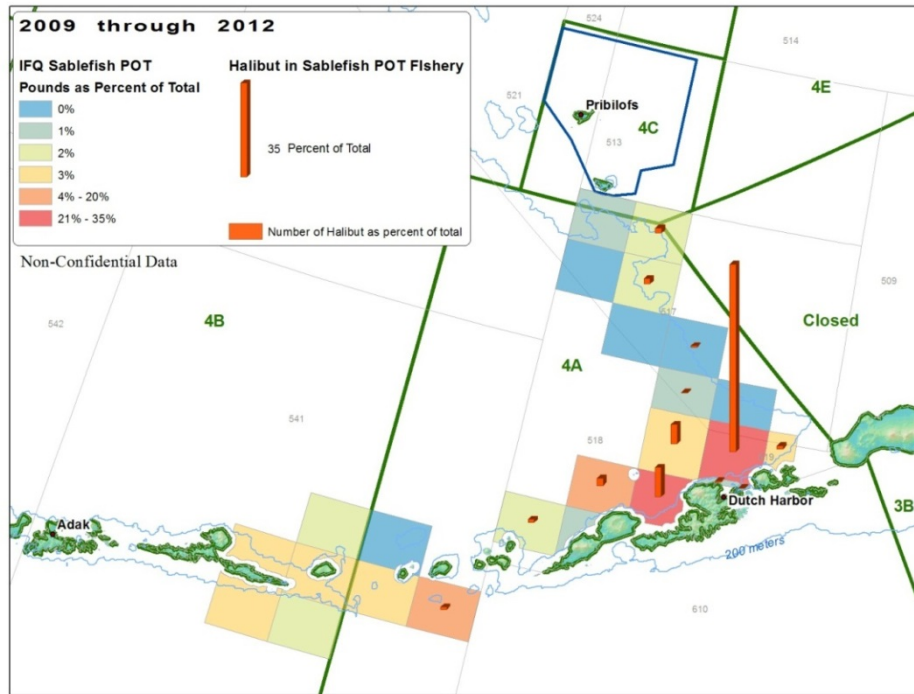 2009 through 2012
IFQ Sablefish POT
Pounds as Percent of Total
0%
1%
2%
3%
4% - 20%
21% - 35%
Halibut in Sablefish POT FIshery
35 Percent of Total
Number of Halibut as percent of total
Non-Confidential Data
524
514
4E
521
Pribilofs
4C
513
509
542
4B
517
Closed
4A
541
518
519
Dutch Harbor
3B
Adak
200 meters
610